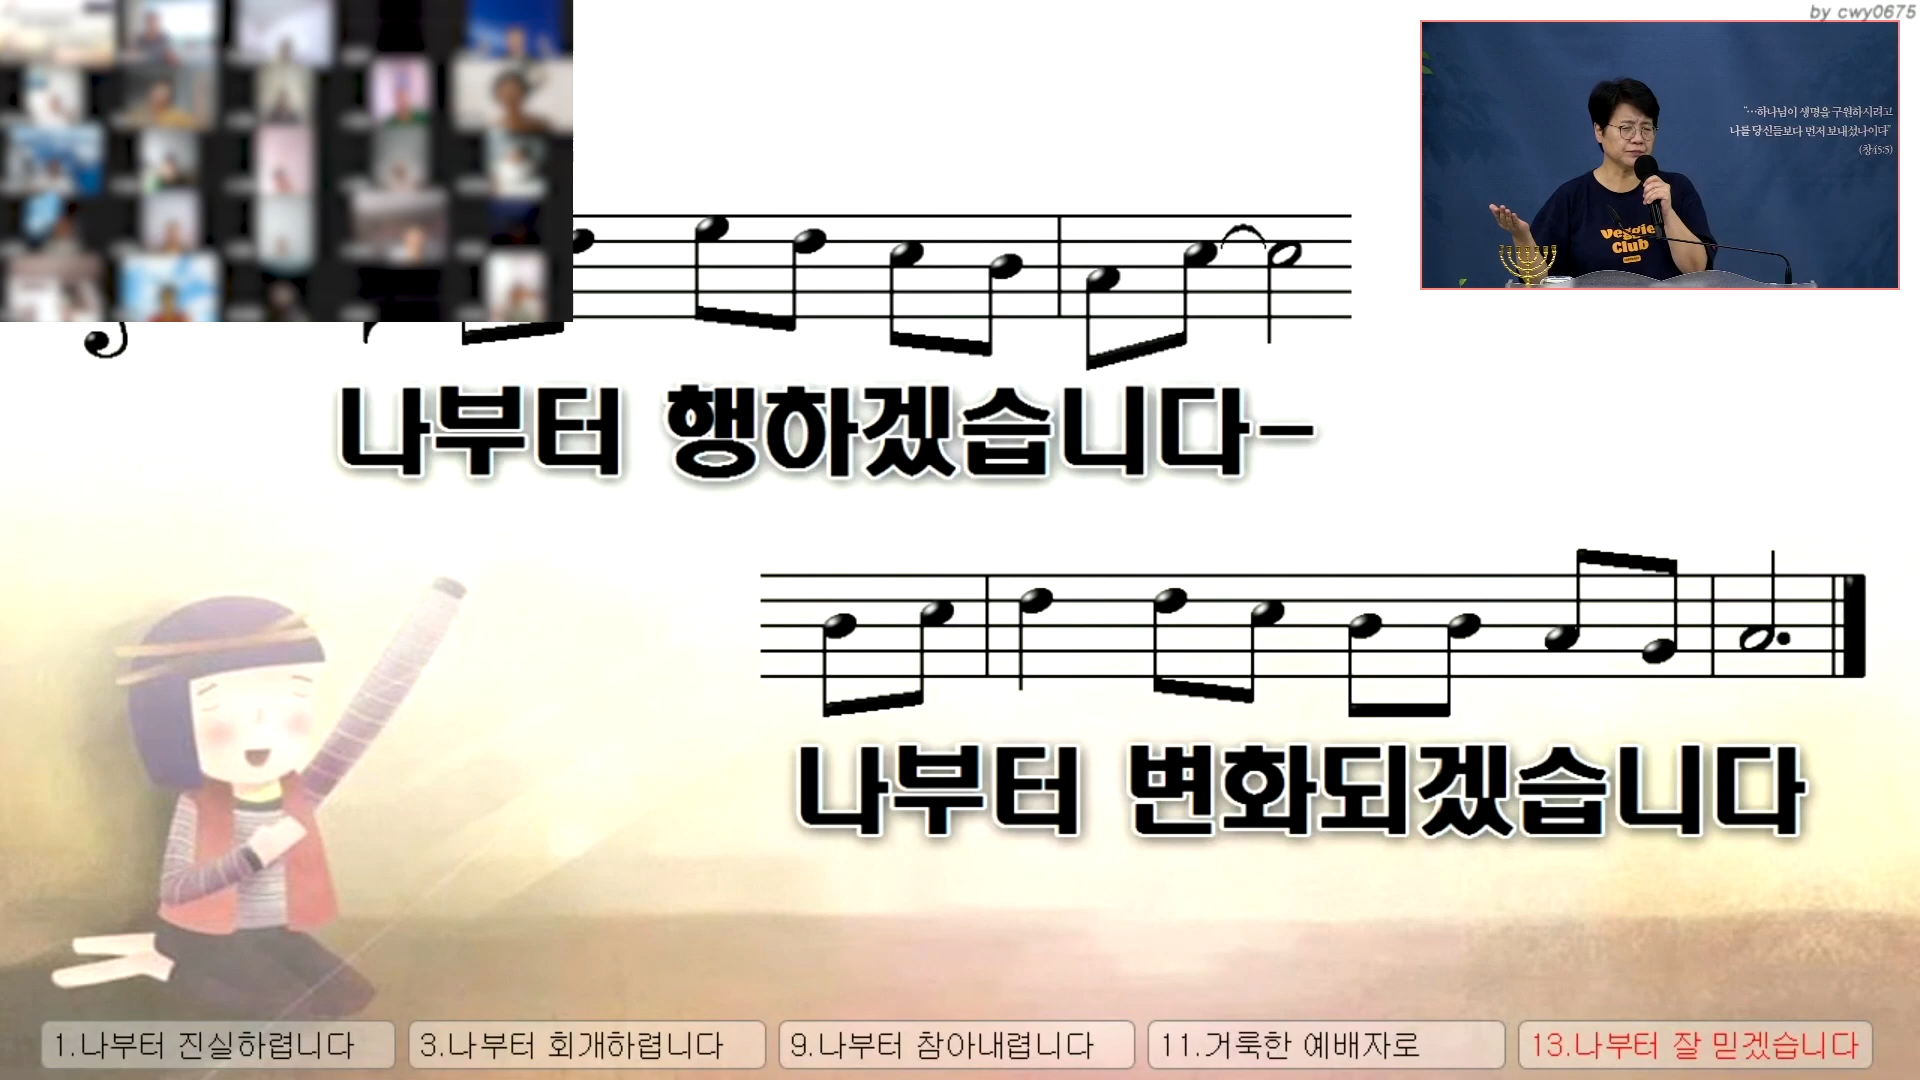 by cwy0675
"…하나님이 생명을 구원하시려고
나를 당신들보다 먼저 보내셨나이다"
(창45:5)
Veggie
Club
나부터 행하겠습니다-
나부터 변화되겠습니다
1.나부터 진실하렵니다
3.나부터 회개하렵니다
9.나부터 참아내렵니다
11.거룩한 예배자로
13.나부터 잘 믿겠습니다